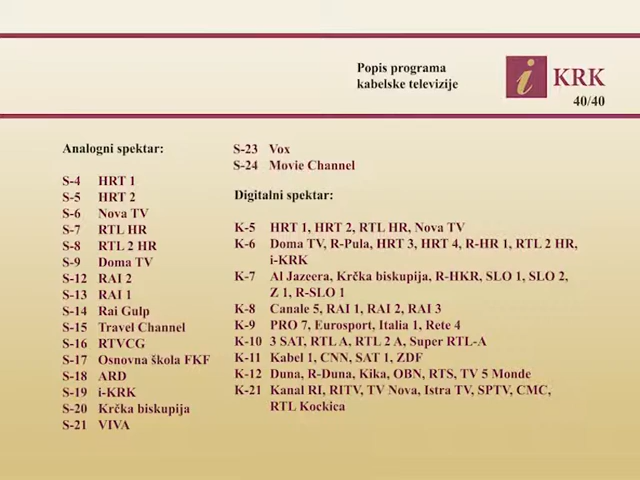 Popis programa
kabelske televizije
i KRK
40/40
Analogni spektar:
S-4 HRT 1
S-5 HRT 2
S-6 Nova TV
S-7 RTL HR
S-8 RTL 2 HR
S-9 Doma TV
S-12 RAI 2
S-13 RAI 1
S-14 Rai Gulp
S-15 Travel Channel
S-16 RTVCG
S-17 Osnovna škola FKF
S-18 ARD
S-19 i-KRK
S-20 Krčka biskupija
S-21 VIVA
S-23 Vox
S-24 Movie Channel
Digitalni spektar:
K-5 HRT 1, HRT 2, RTL HR, Nova TV
K-6 Doma TV, R-Pula, HRT 3, HRT 4, R-HR 1, RTL 2 HR,
i-KRK
K-7 Al Jazeera, Krčka biskupija, R-HKR, SLO 1, SLO 2,
Z 1, R-SLO 1
K-8 Canale 5, RAI 1, RAI 2, RAI 3
K-9 PRO 7, Eurosport, Italia 1, Rete 4
K-10 3 SAT, RTL A, RTL 2 A, Super RTL-A
K-11 Kabel 1, CNN, SAT 1, ZDF
K-12 Duna, R-Duna, Kika, OBN, RTS, TV 5 Monde
K-21 Kanal RI, RITV, TV Nova, Istra TV, SPTV, CMC,
RTL Kockica